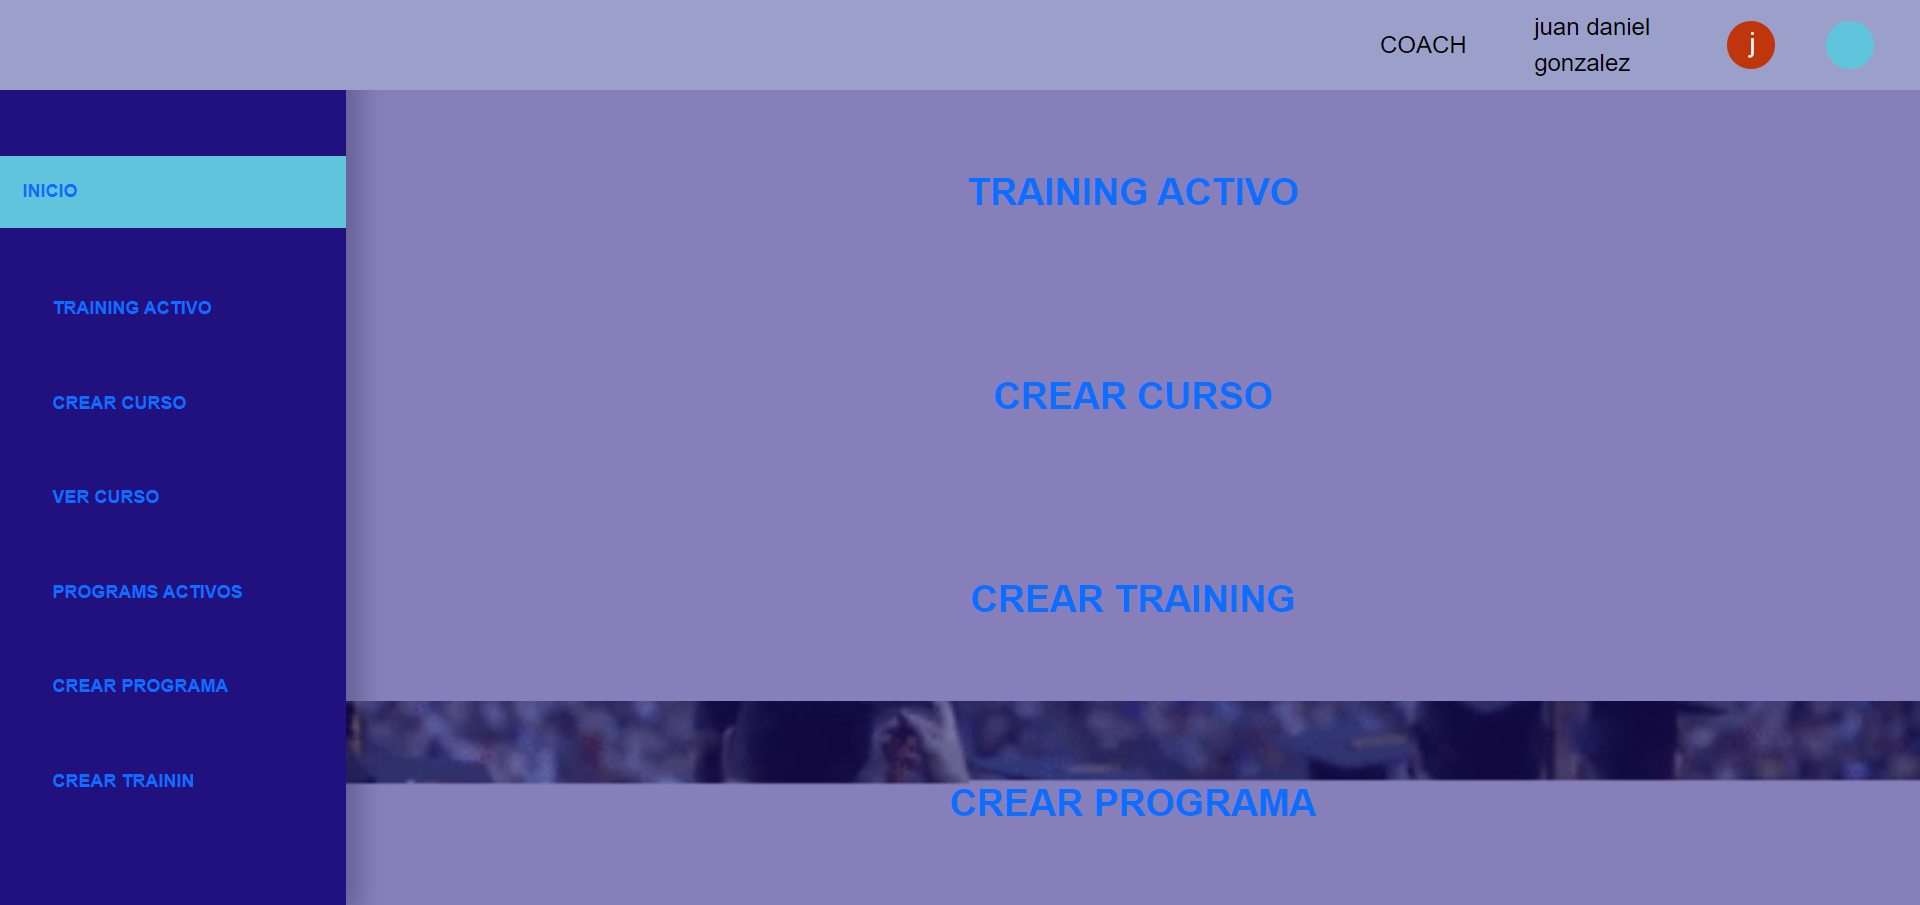 COACH
juan daniel
gonzalez
j
INICIO
TRAINING ACTIVO
CREAR CURSO
VER CURSO
PROGRAMS ACTIVOS
CREAR PROGRAMA
CREAR TRAININ
TRAINING ACTIVO
CREAR CURSO
CREAR TRAINING
CREAR PROGRAMA